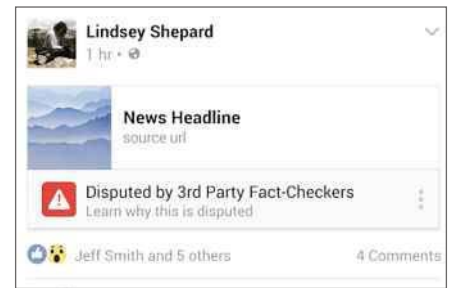 Lindsey Shepard
1 hr •
News Headline
source url
Disputed by 3rd Party Fact-Checkers
Learn why this is disputed
Jeff Smith and 5 others 4 Comments